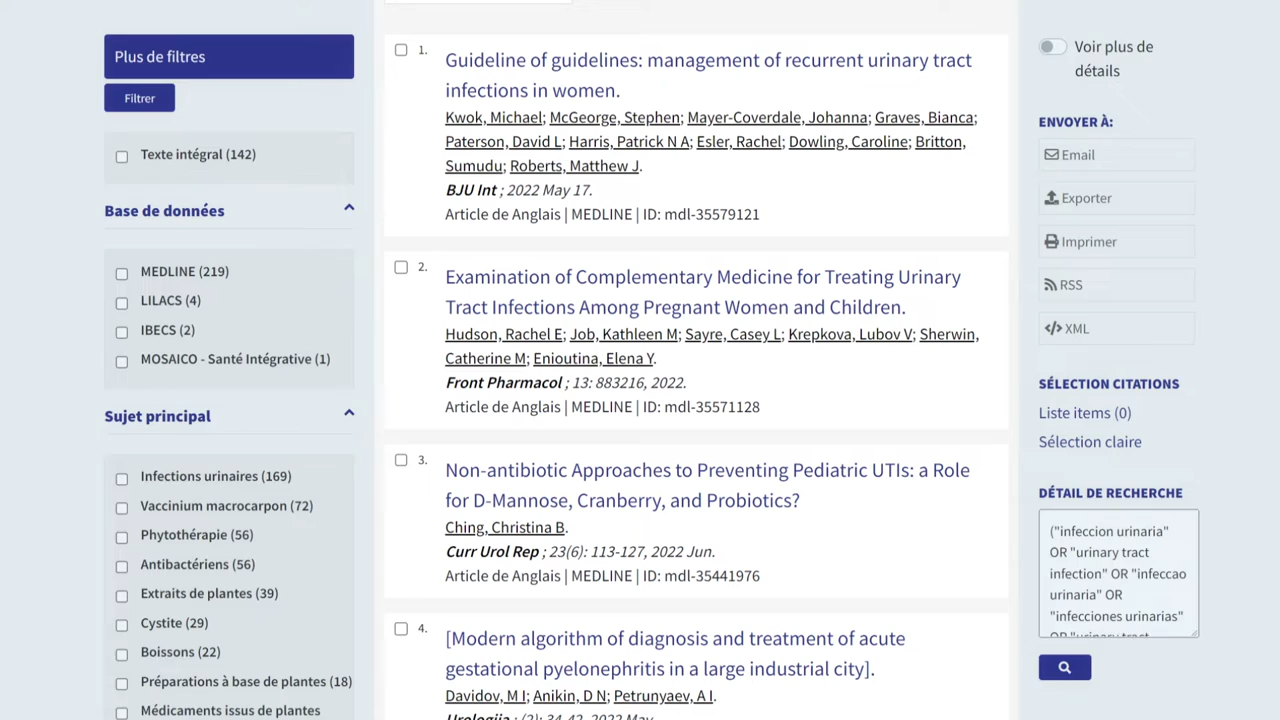 Plus de filtres
Filtrer
Texte intégral (142)
Base de données
MEDLINE (219)
LILACS (4)
IBECS (2)
MOSAICO - Santé Intégrative (1)
Sujet principal
Infections urinaires (169)
Vaccinium macrocarpon (72)
Phytothérapie (56)
Antibactériens (56)
Extraits de plantes (39)
Cystite (29)
Boissons (22)
Préparations à base de plantes (18)
Médicaments issus de plantes
1.
Guideline of guidelines: management of recurrent urinary tract
infections in women.
Kwok, Michael; McGeorge, Stephen; Mayer-Coverdale, Johanna; Graves, Bianca;
Paterson, David L; Harris, Patrick N A; Esler, Rachel; Dowling, Caroline; Britton,
Sumudu; Roberts, Matthew J.
BJU Int ; 2022 May 17.
Article de Anglais | MEDLINE | ID: mdl-35579121
2.
Examination of Complementary Medicine for Treating Urinary
Tract Infections Among Pregnant Women and Children.
Hudson, Rachel E; Job, Kathleen M; Sayre, Casey L; Krepkova, Lubov V; Sherwin,
Catherine M; Enioutina, Elena Y.
Front Pharmacol ; 13: 883216, 2022.
Article de Anglais | MEDLINE | ID: mdl-35571128
3.
Non-antibiotic Approaches to Preventing Pediatric UTIs: a Role
for D-Mannose, Cranberry, and Probiotics?
Ching, Christina B.
Curr Urol Rep ; 23(6): 113-127, 2022 Jun.
Article de Anglais | MEDLINE | ID: mdl-35441976
4.
[Modern algorithm of diagnosis and treatment of acute
gestational pyelonephritis in a large industrial city].
Davidov, M I; Anikin, D N; Petrunyaev, A I.
Urologiia ; (2): 34-42, 2022 May.
Voir plus de
détails
ENVOYER À:
Email
Exporter
Imprimer
RSS
XML
SÉLECTION CITATIONS
Liste items (0)
Sélection claire
DÉTAIL DE RECHERCHE
("infeccion urinaria"
OR "urinary tract
infection" OR "infeccao
urinaria" OR
"infecciones urinarias"
OR "urinary tract